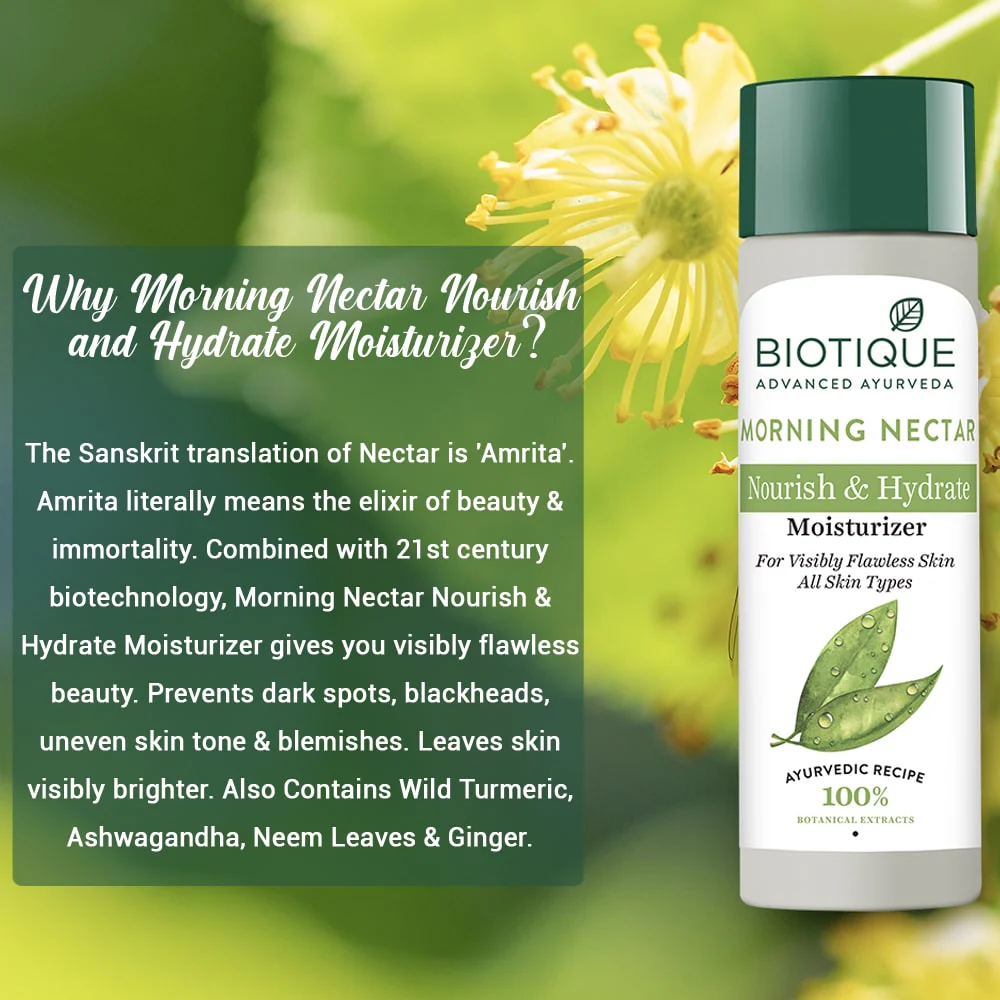 Why Morning Nectar Nourish
and Hydrate Moisturizer?
The Sanskrit translation of Nectar is 'Amrita'.
Amrita literally means the elixir of beauty &
immortality. Combined with 21st century
biotechnology, Morning Nectar Nourish &
Hydrate Moisturizer gives you visibly flawless
beauty. Prevents dark spots, blackheads,
uneven skin tone & blemishes. Leaves skin
visibly brighter. Also Contains Wild Turmeric,
Ashwagandha, Neem Leaves & Ginger.
BIOTIQUE
ADVANCED AYURVEDA
MORNING NECTAR
Nourish & Hydrate
Moisturizer
For Visibly Flawless Skin
All Skin Types
AYURVEDIC RECIPE
100%
BOTANICAL EXTRACTS